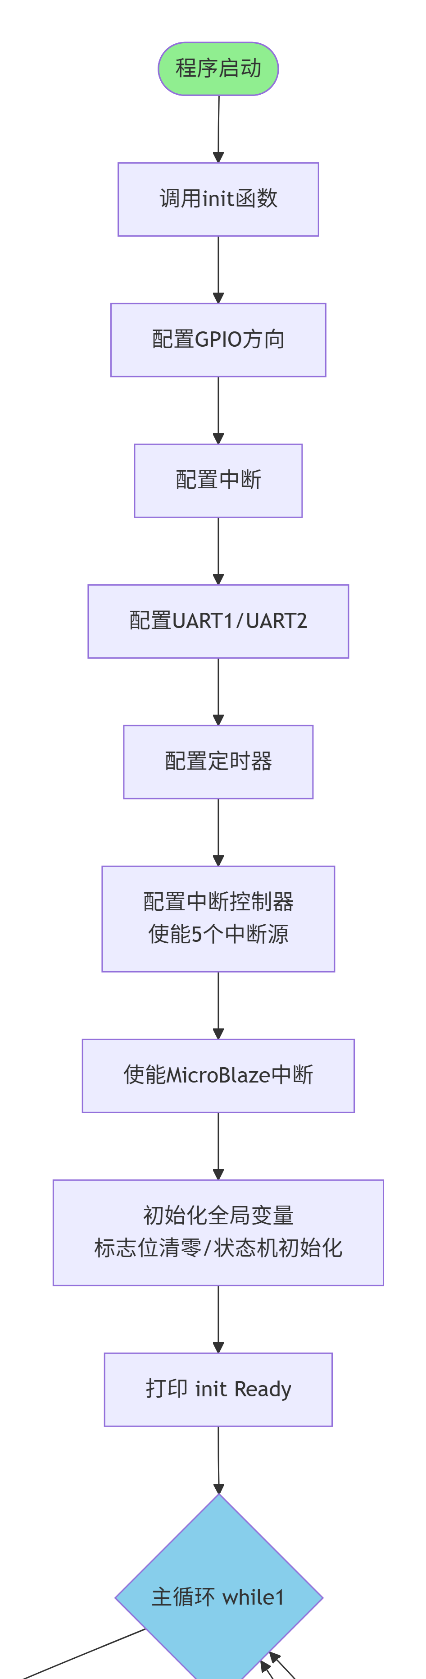 程序启动
调用init函数
配置GPIO方向
配置中断
配置UART1/UART2
配置定时器
配置中断控制器
使能5个中断源
使能MicroBlaze中断
初始化全局变量
标志位清零/状态机初始化
打印 init Ready
主循环 while1